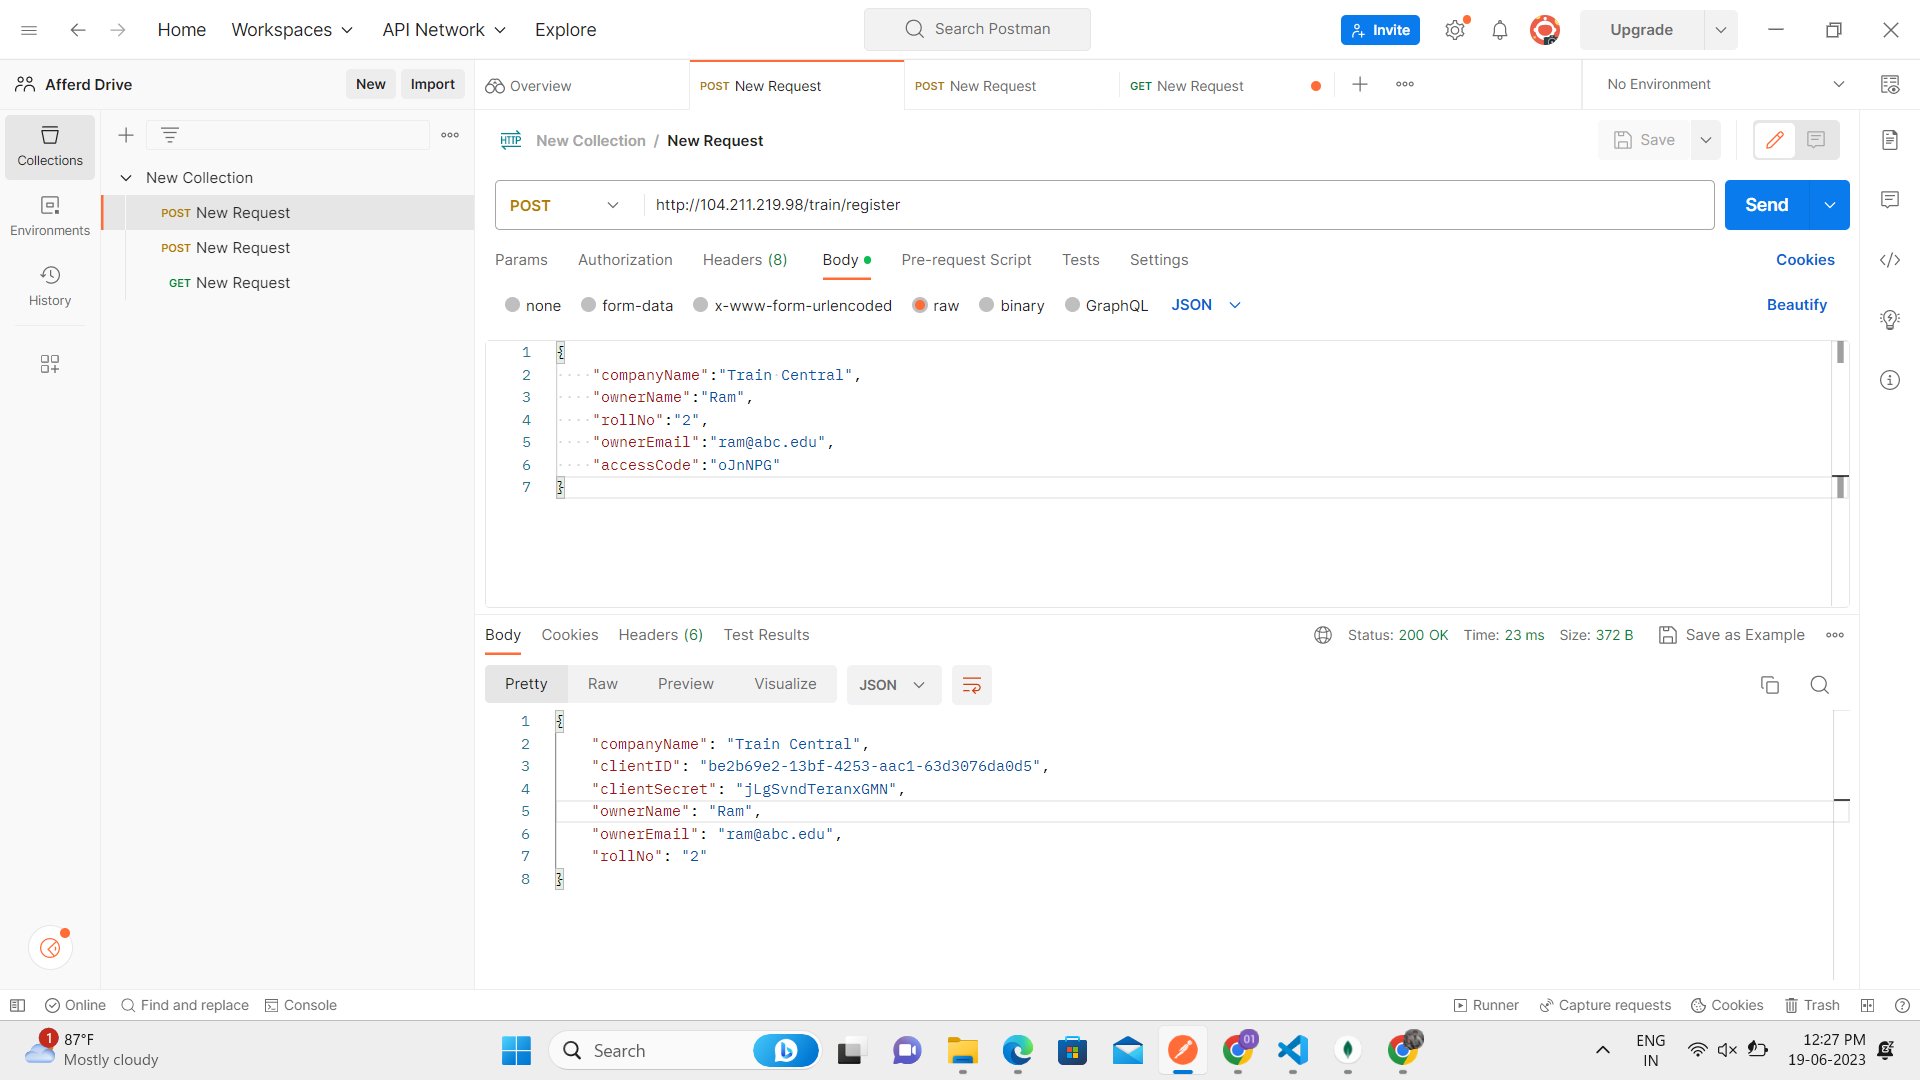 Home Workspaces API Network Explore Search Postman Invite Upgrade
Afferd Drive New Import Overview POST New Request POST New Request GET New Request No Environment
Collections
Environments
History
New Collection
POST New Request
POST New Request
GET New Request
HTTP New Collection / New Request Save
POST http://104.211.219.98/train/register Send
Params Authorization Headers (8) Body Pre-request Script Tests Settings Cookies
none form-data x-www-form-urlencoded raw binary GraphQL JSON Beautify
1 {
2 ····"companyName":"Train·Central",
3 ····"ownerName":"Ram",
4 ····"rollNo":"2",
5 ····"ownerEmail":"ram@abc.edu",
6 ····"accessCode":"oJnNPG"
7 }
Body Cookies Headers (6) Test Results Status: 200 OK Time: 23 ms Size: 372 B Save as Example
Pretty Raw Preview Visualize JSON
1 {
2 "companyName": "Train Central",
3 "clientID": "be2b69e2-13bf-4253-aac1-63d3076da0d5",
4 "clientSecret": "jLgSvndTeranxGMN",
5 "ownerName": "Ram",
6 "ownerEmail": "ram@abc.edu",
7 "rollNo": "2"
8 }
Online Find and replace Console Runner Capture requests Cookies Trash
1 87°F
Mostly cloudy
Search
01
ENG
IN
12:27 PM
19-06-2023